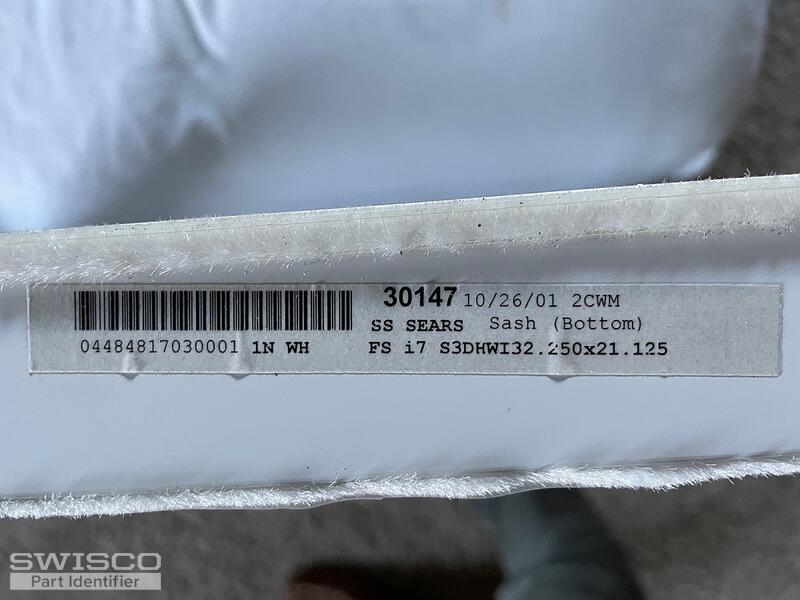 30147 10/26/01 2CWM
SS SEARS Sash (Bottom)
04484817030001 1N WH FS i7 S3DHWI32.250x21.125
SWISCO
Part Identifier